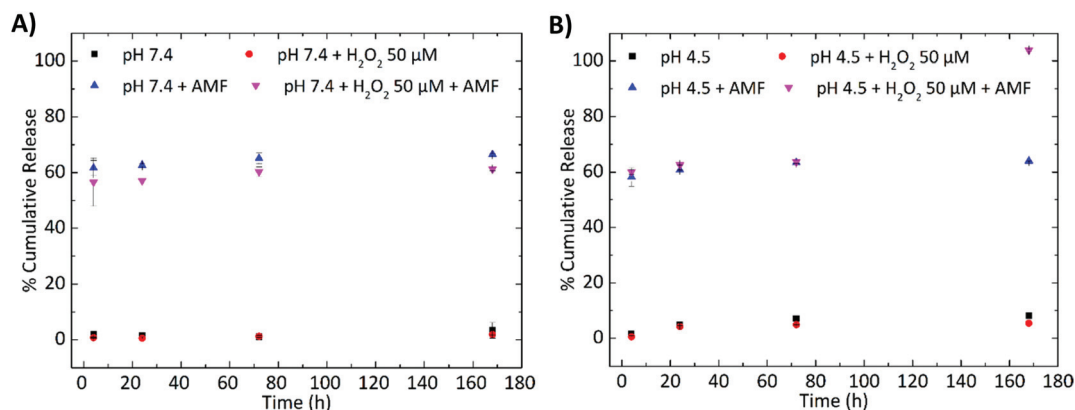 A)
pH 7.4
pH 7.4 + H₂O₂ 50 μM
pH 7.4 + AMF
pH 7.4 + H₂O₂ 50 μM + AMF
% Cumulative Release
100
80
60
40
20
0
0 20 40 60 80 100 120 140 160 180
Time (h)
B)
pH 4.5
pH 4.5 + H₂O₂ 50 μM
pH 4.5 + AMF
pH 4.5 + H₂O₂ 50 μM + AMF
% Cumulative Release
100
80
60
40
20
0
0 20 40 60 80 100 120 140 160 180
Time (h)